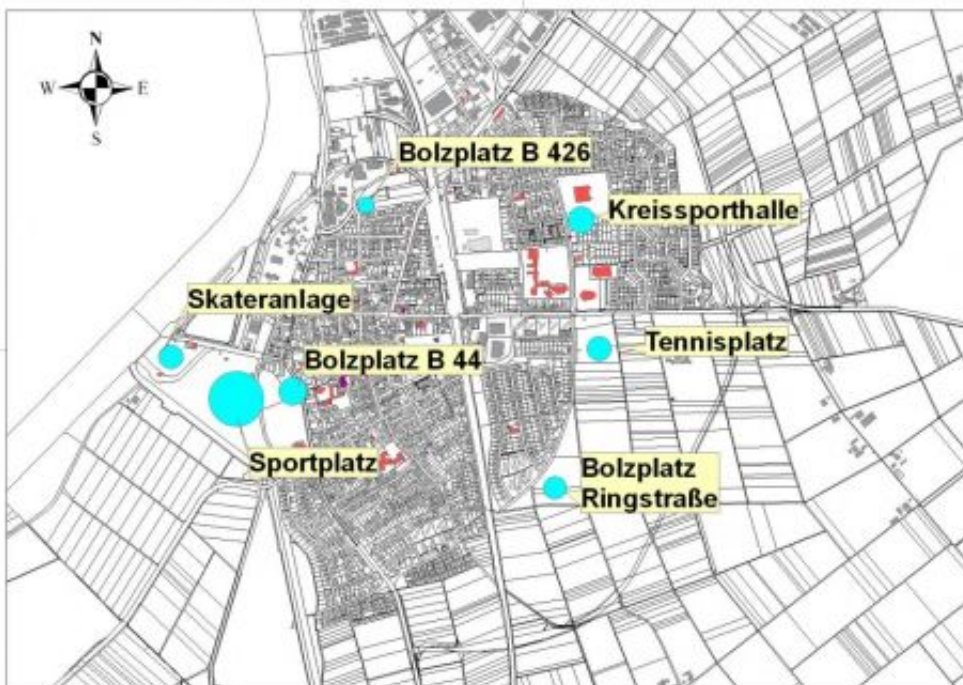 N
W E
S
Bolzplatz B 426
Kreissporthalle
Skateranlage
Tennisplatz
Bolzplatz B 44
Sportplatz
Bolzplatz
Ringstraße